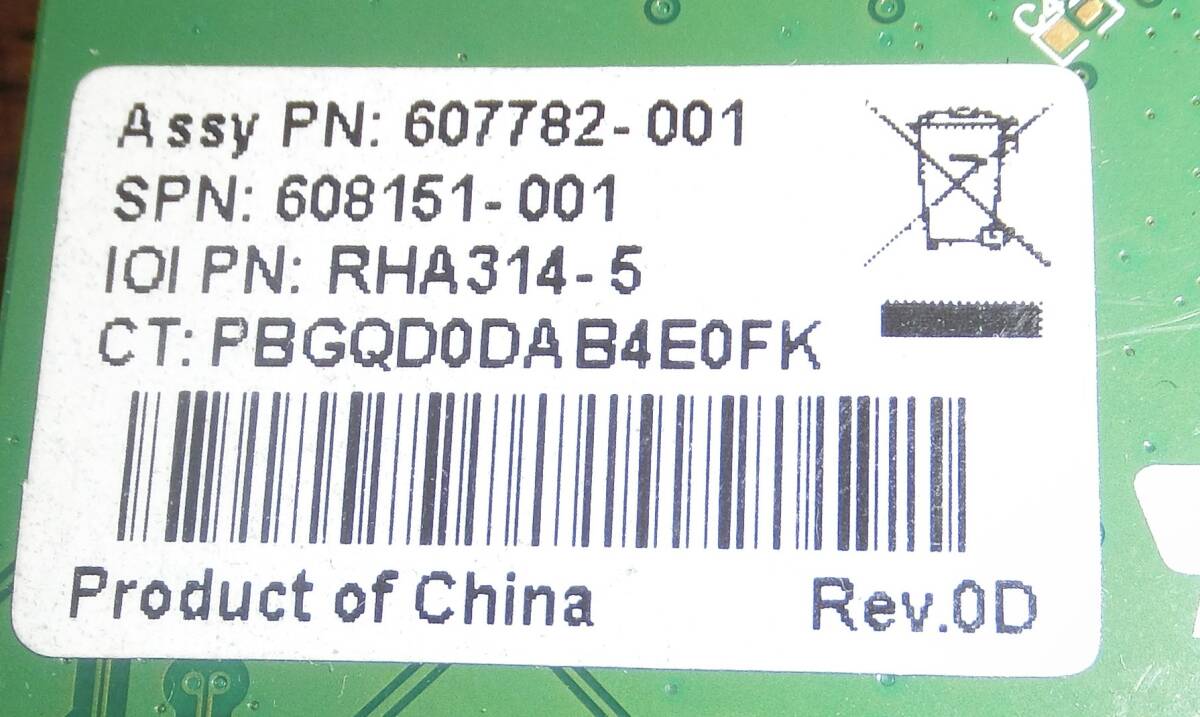 Assy PN: 607782-001
SPN: 608151-001
IOI PN: RHA314-5
CT: PBGQD0DAB4E0FK
Product of China
Rev.0D